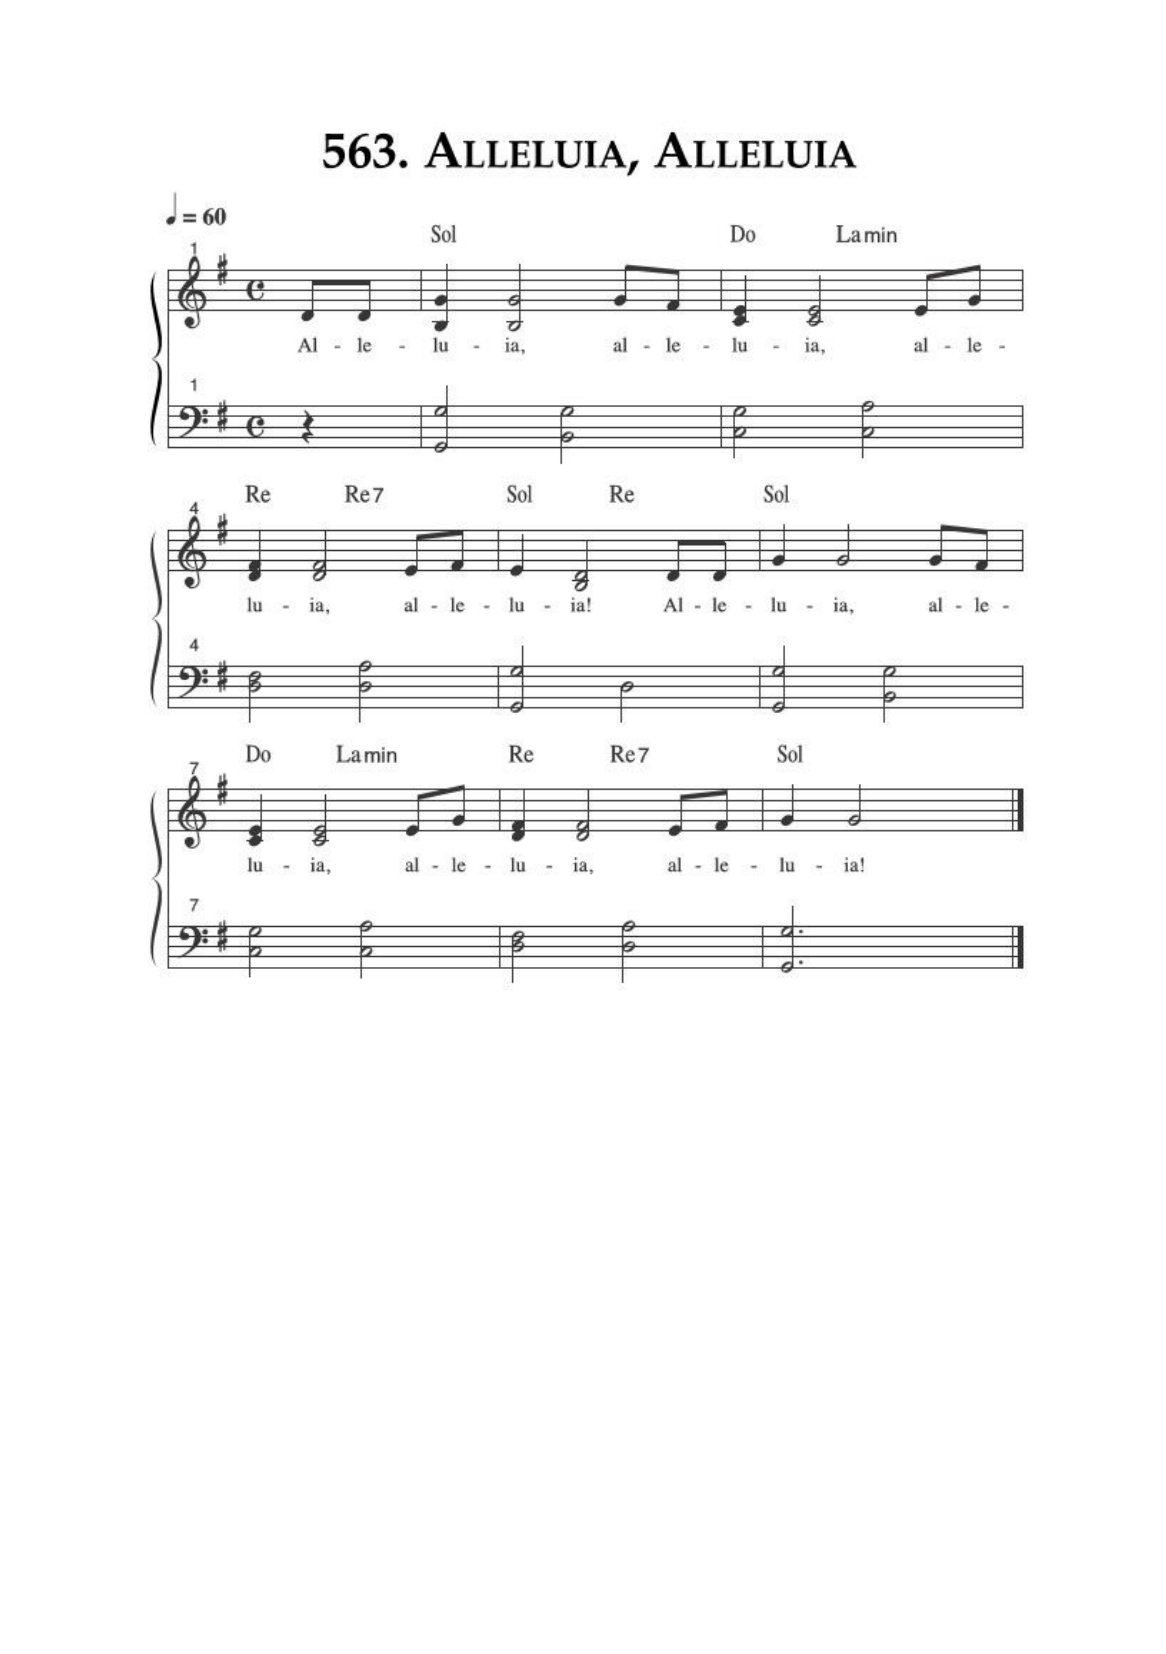 563. ALLELUIA, ALLELUIA
= 60
Sol Do Lamin
1
Al - le - lu - ia, al - le - lu - ia, al - le -
1
Re Re7 Sol Re Sol
4
lu - ia, al - le - lu - ia! Al - le - lu - ia, al - le -
4
Do Lamin Re Re7 Sol
7
lu - ia, al - le - lu - ia, al - le - lu - ia!
7